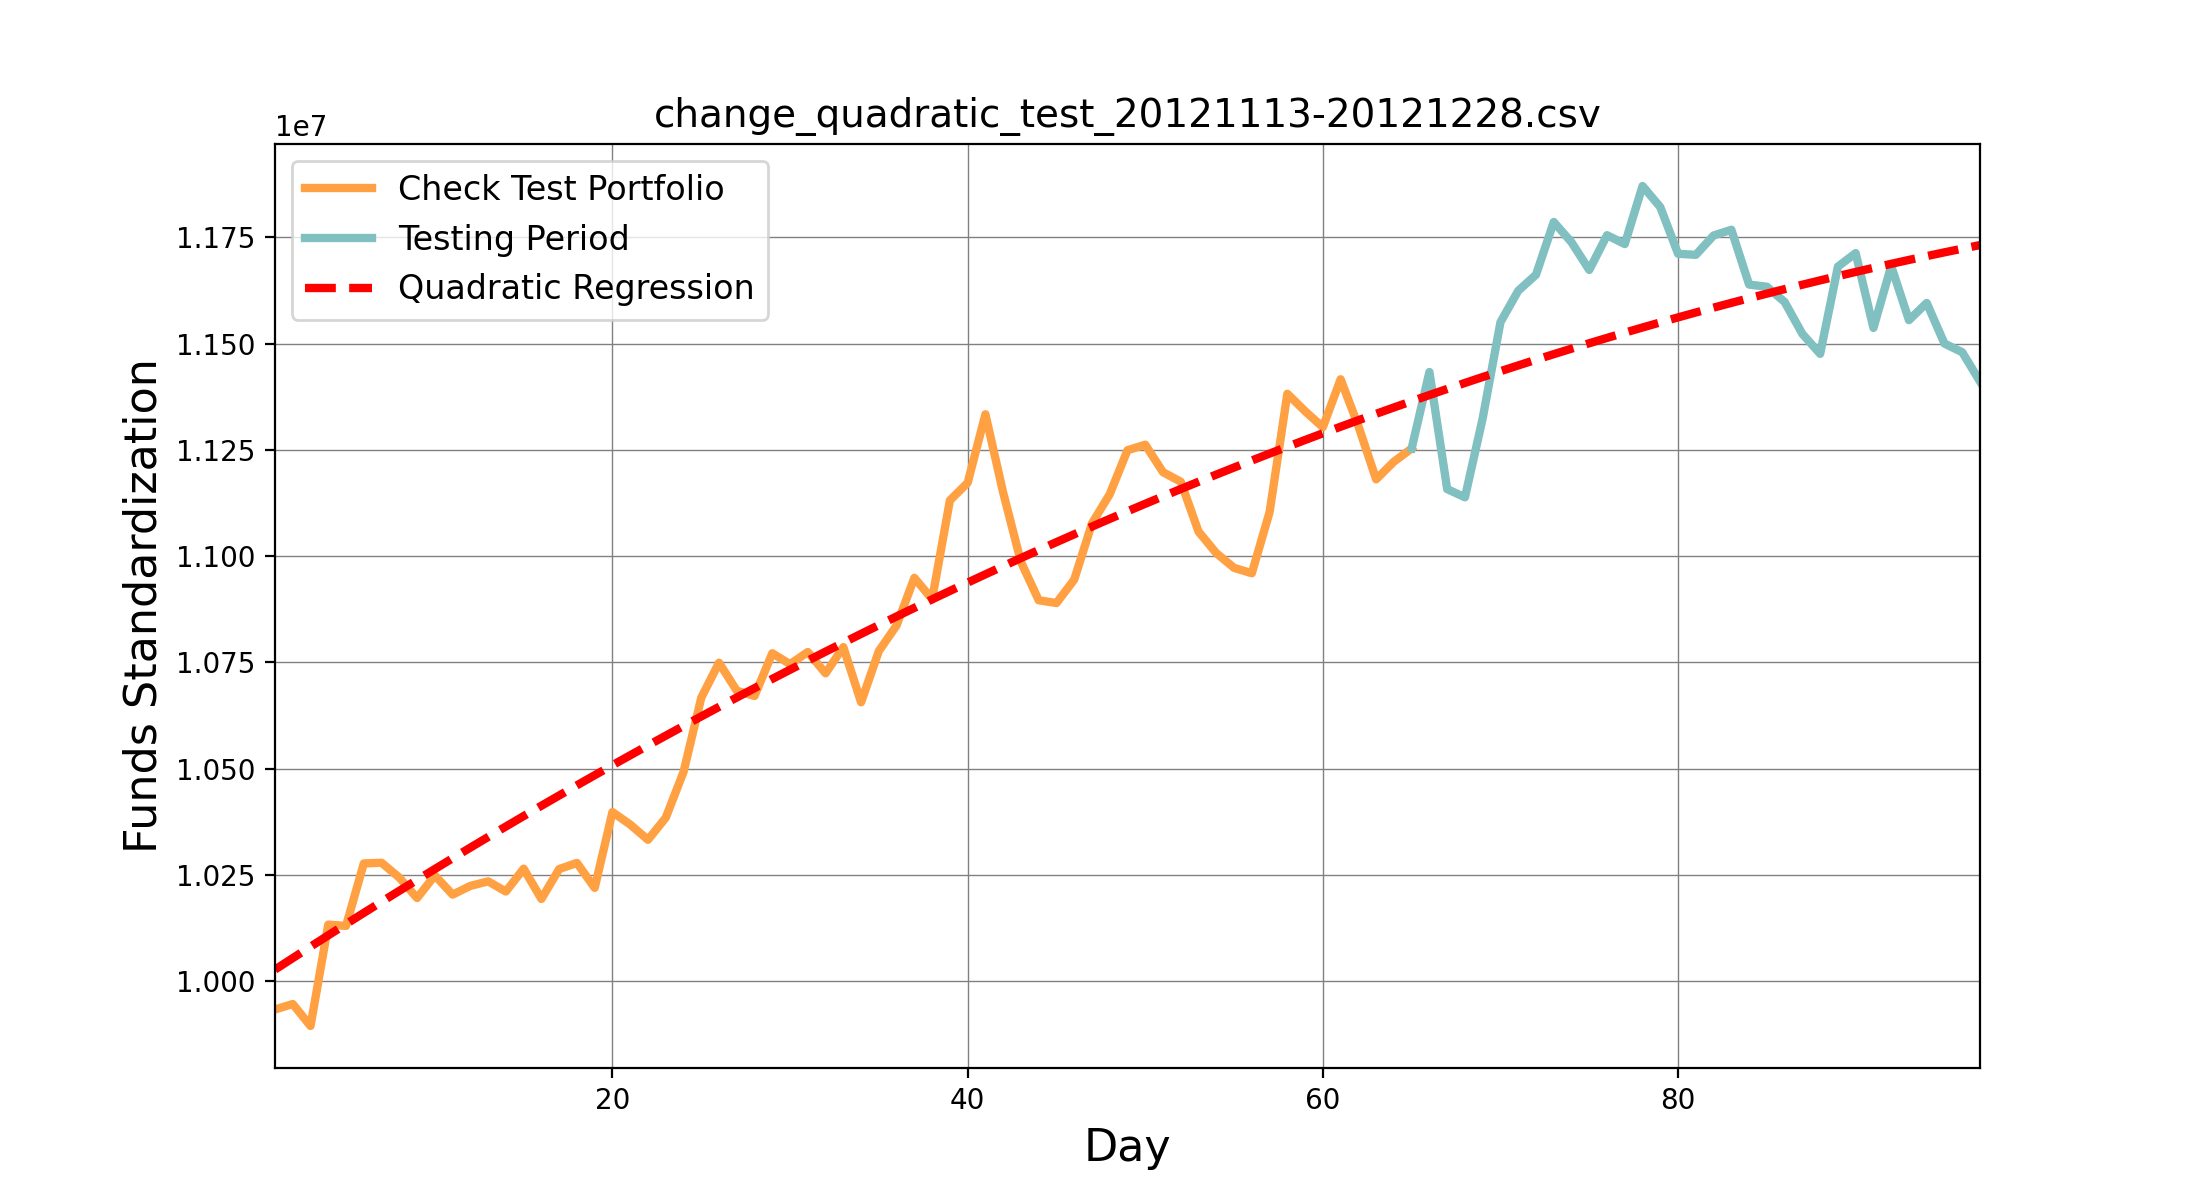 change_quadratic_test_20121113-20121228.csv
1e7
Check Test Portfolio
Testing Period
Quadratic Regression
1.175
1.150
1.125
1.100
1.075
1.050
1.025
1.000
Funds Standardization
20 40 60 80
Day